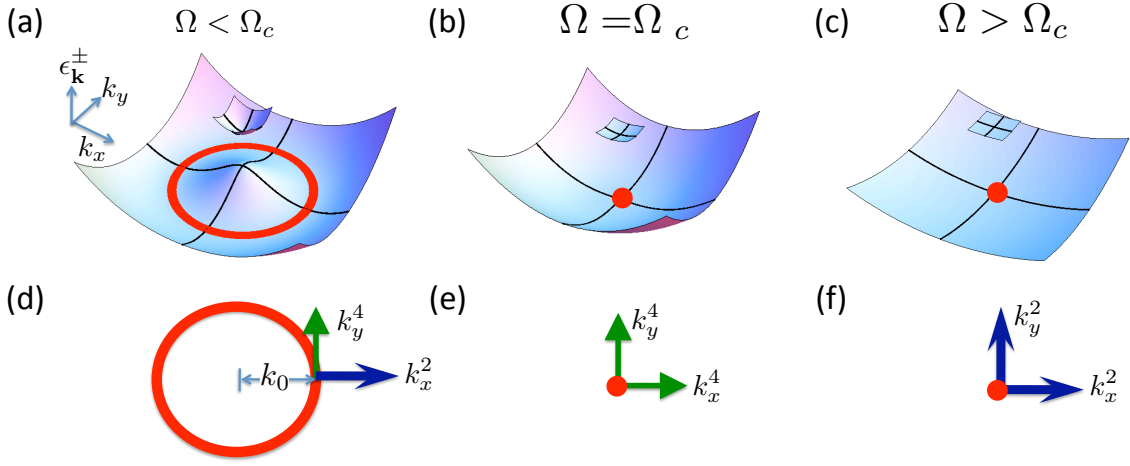 (a) Ω < Ω_c
(b) Ω = Ω_c
(c) Ω > Ω_c
ϵ_𝐤^±
k_y
k_x
(d)
(e)
(f)
k_y^4
k_0
k_x^2
k_y^4
k_x^4
k_y^2
k_x^2